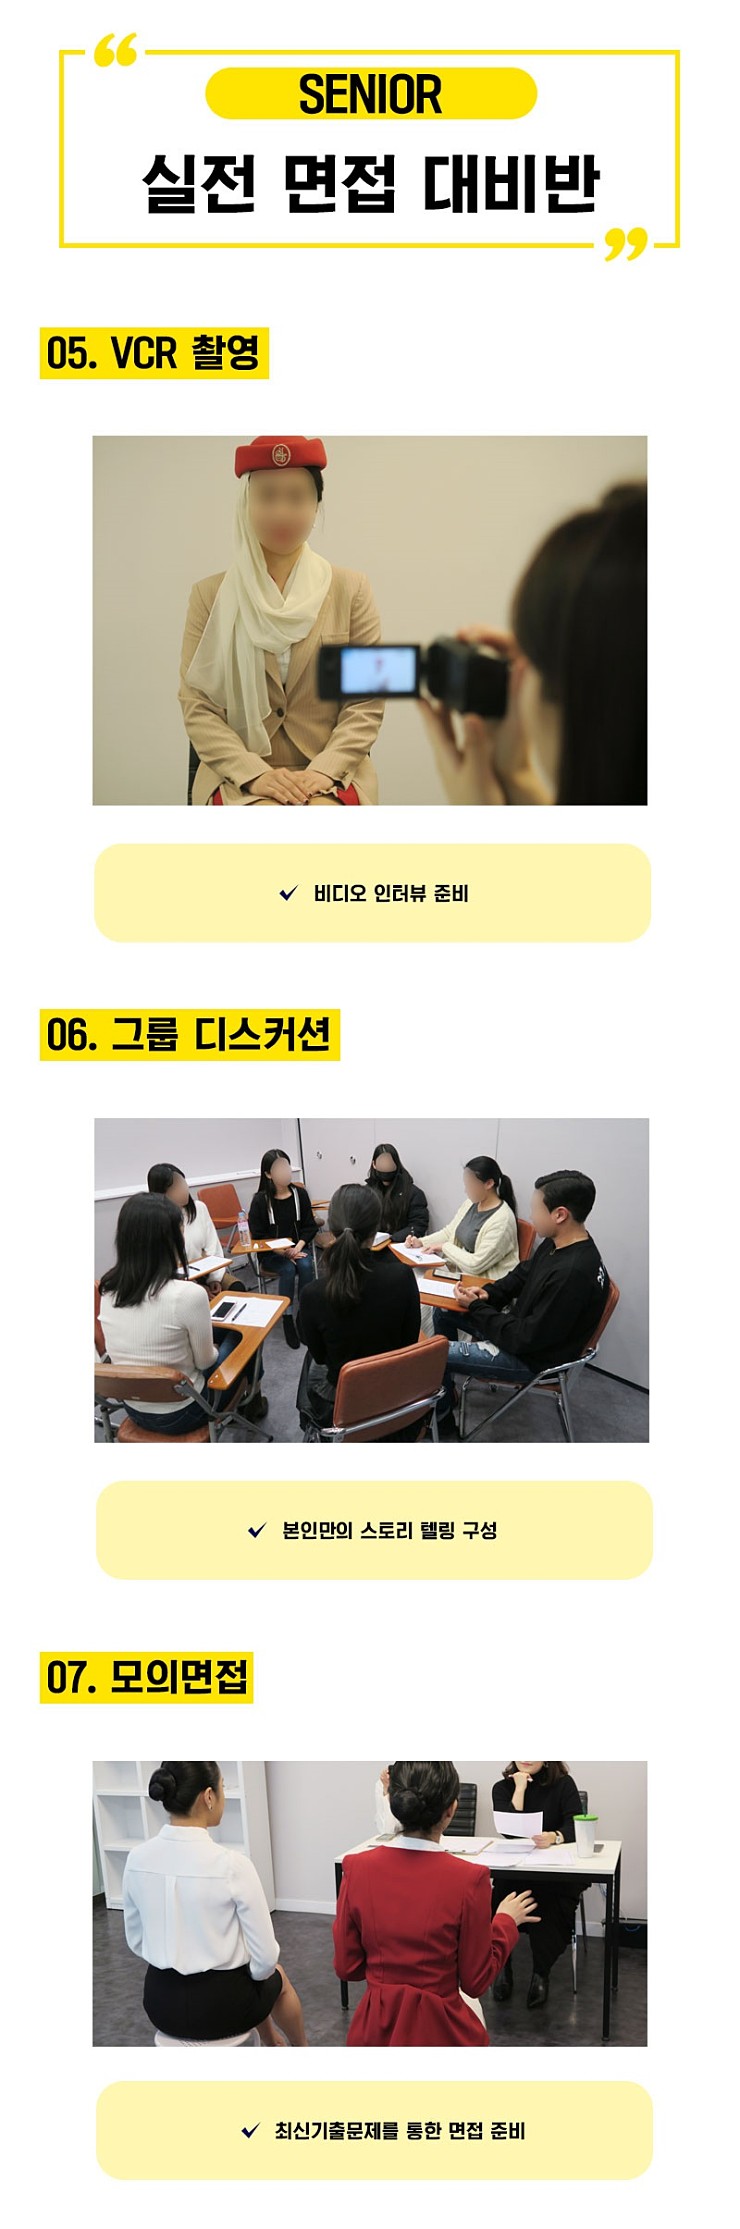 SENIOR
실전 면접 대비반
05. VCR 촬영
비디오 인터뷰 준비
06. 그룹 디스커션
본인만의 스토리 텔링 구성
07. 모의면접
최신기출문제를 통한 면접 준비